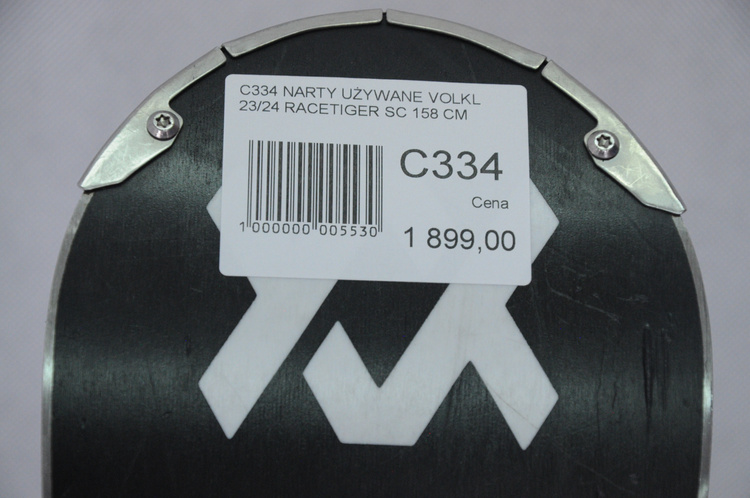 C334 NARTY UŻYWANE VOLKL
23/24 RACETIGER SC 158 CM
C334
Cena
1 000000 005530
1 899,00